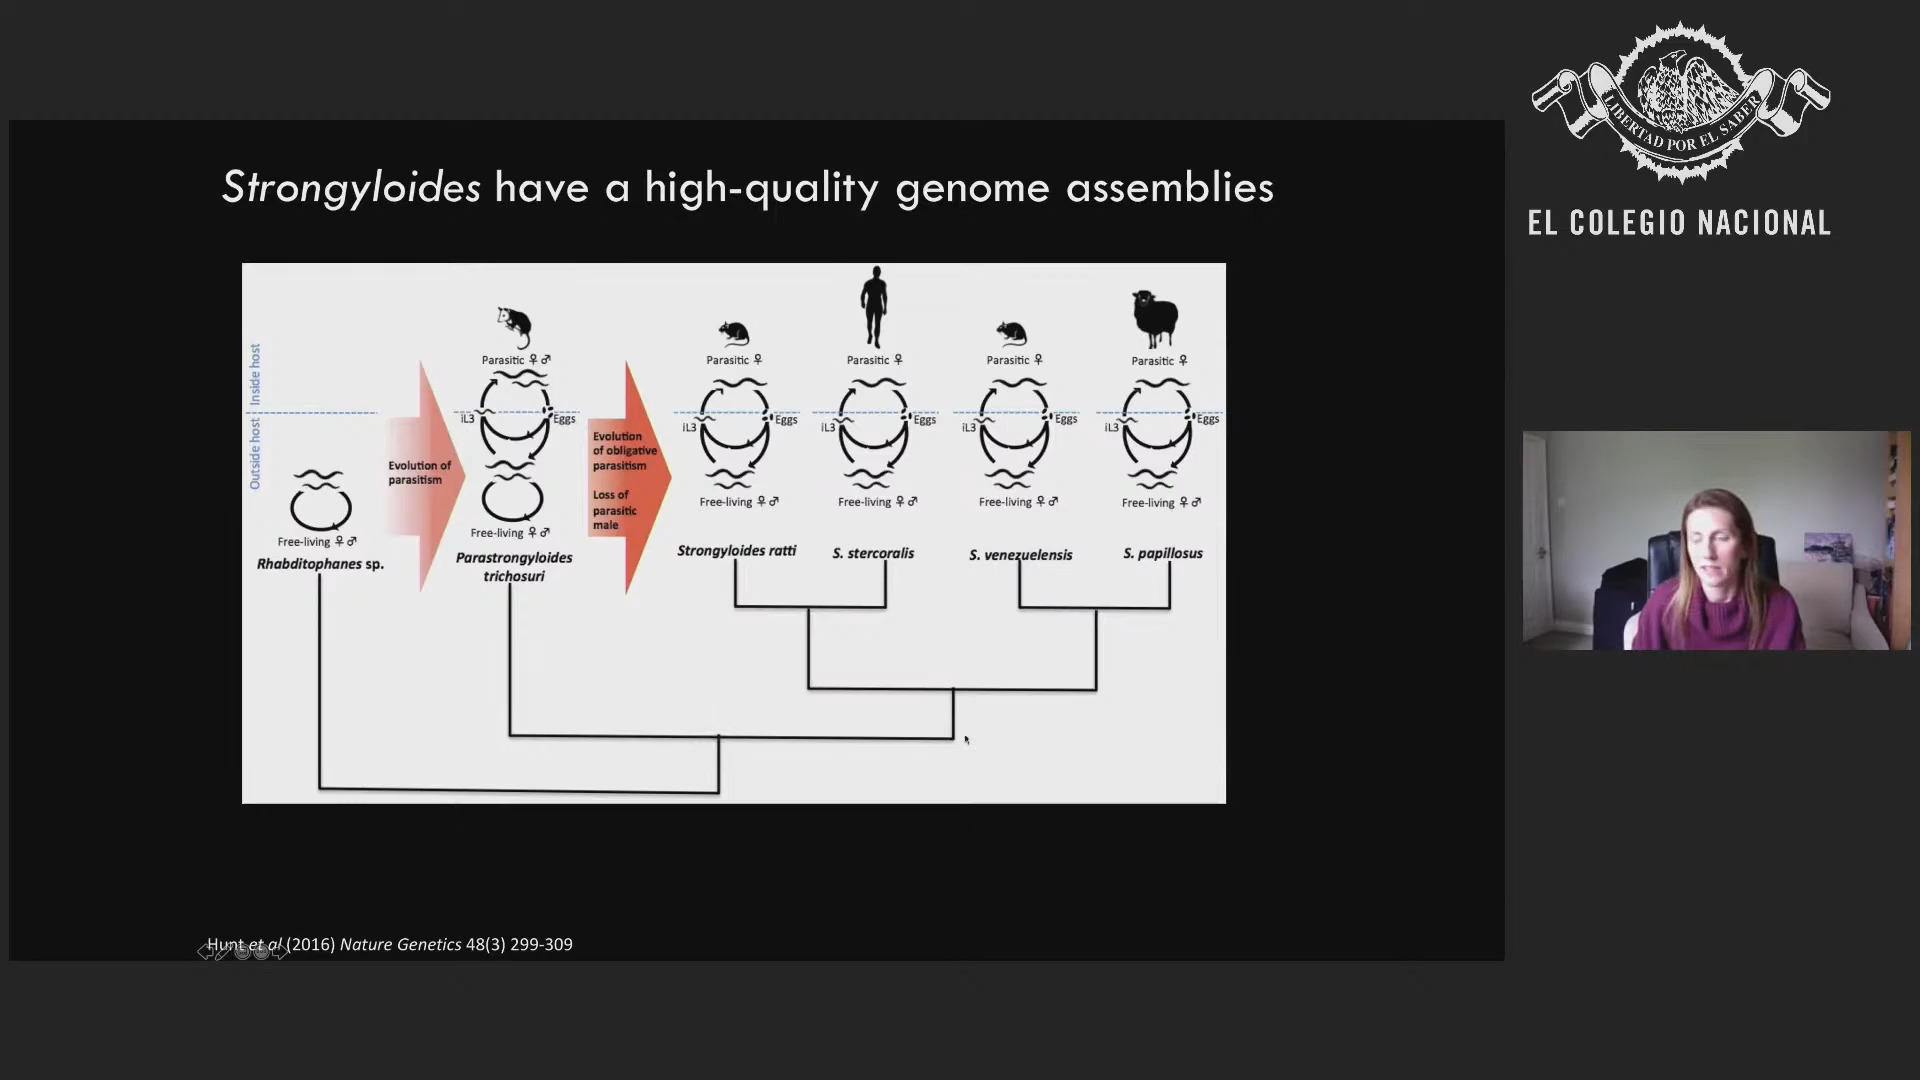 LIBERTAD POR EL SABER
EL COLEGIO NACIONAL
Strongyloides have a high-quality genome assemblies
Inside host
Outside host
Free-living ♀ ♂
Rhabditophanes sp.
Evolution of
parasitism
Parasitic ♀ ♂
iL3
Eggs
Free-living ♀ ♂
Parastrongyloides
trichosuri
Evolution
of obligative
parasitism
Loss of
parasitic
male
Parasitic ♀
iL3
Eggs
Free-living ♀ ♂
Strongyloides ratti
Parasitic ♀
iL3
Eggs
Free-living ♀ ♂
S. stercoralis
Parasitic ♀
iL3
Eggs
Free-living ♀ ♂
S. venezuelensis
Parasitic ♀
iL3
Eggs
Free-living ♀ ♂
S. papillosus
Hunt et al (2016) Nature Genetics 48(3) 299-309